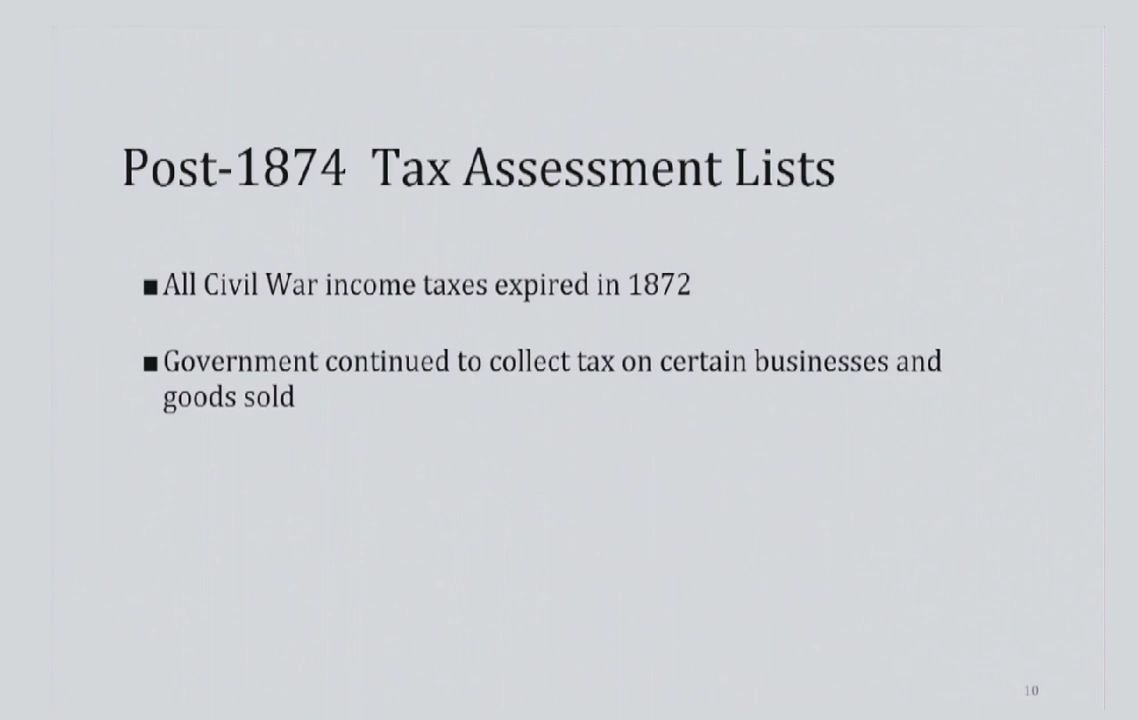 Post-1874  Tax Assessment Lists
■ All Civil War income taxes expired in 1872
■ Government continued to collect tax on certain businesses and
goods sold
10